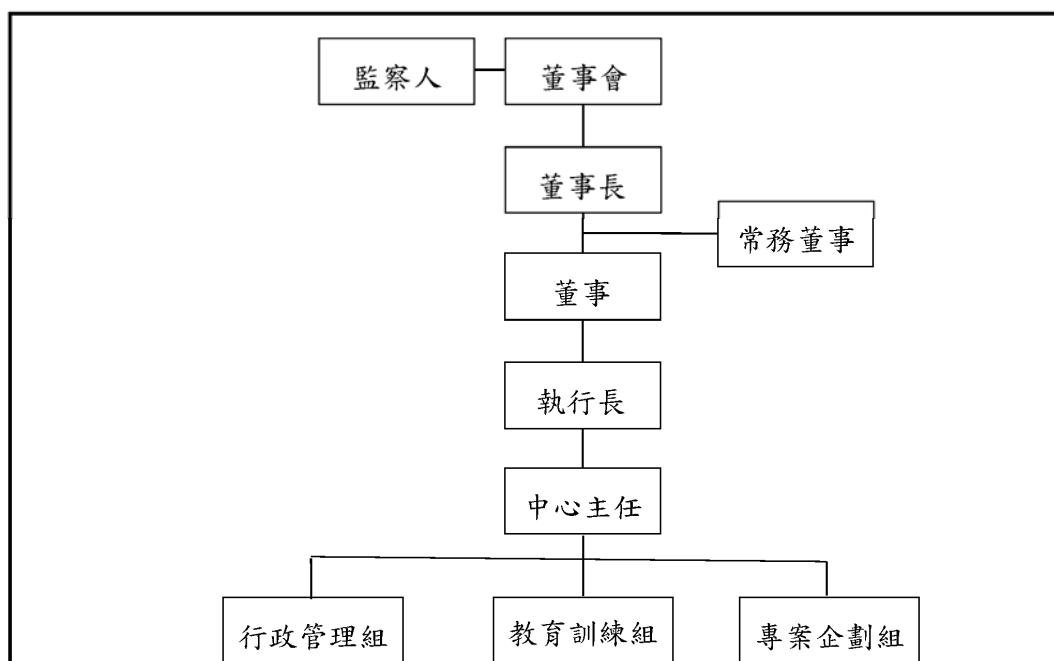 監察人
董事會
董事長
常務董事
董事
執行長
中心主任
行政管理組
教育訓練組
專案企劃組